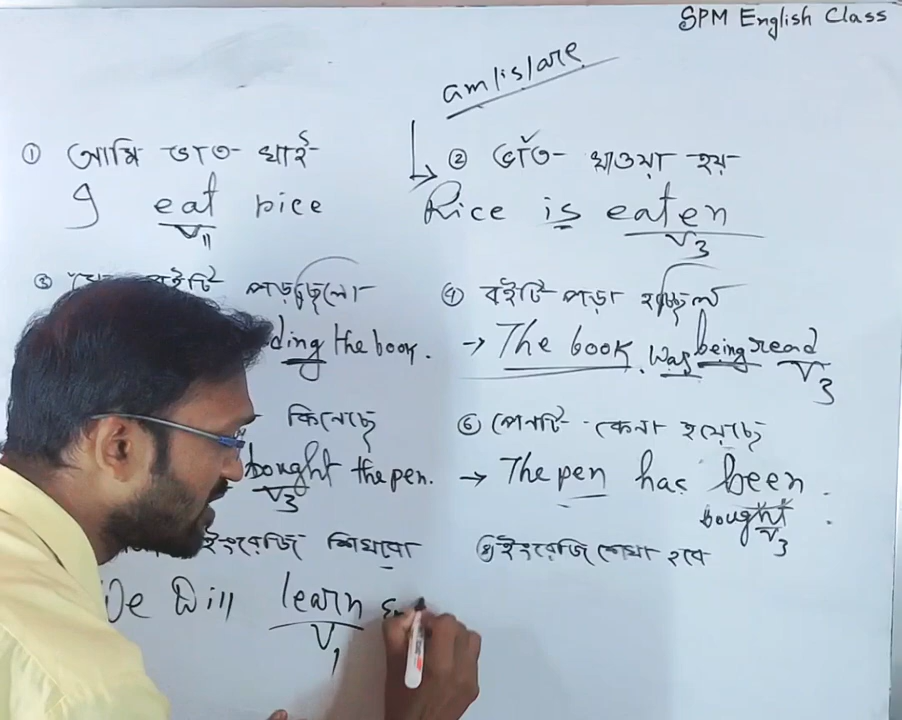 SPM English Class
am/is/are
① আমি ভাত খাই
② ভাত খাওয়া হয়
I eat rice
V1
Rice is eaten
V3
③ পড়ছিলো
④ বইটি পড়া হচ্ছিল
ding the book.
→ The book was being read
V3
কিনেছে
⑥ পেনটি কেনা হয়েছে
bought the pen.
V3
→ The pen has been
bought.
V3
ইংরেজি শিখবো
⑧ ইংরেজি শেখা হবে
We Will learn
V1